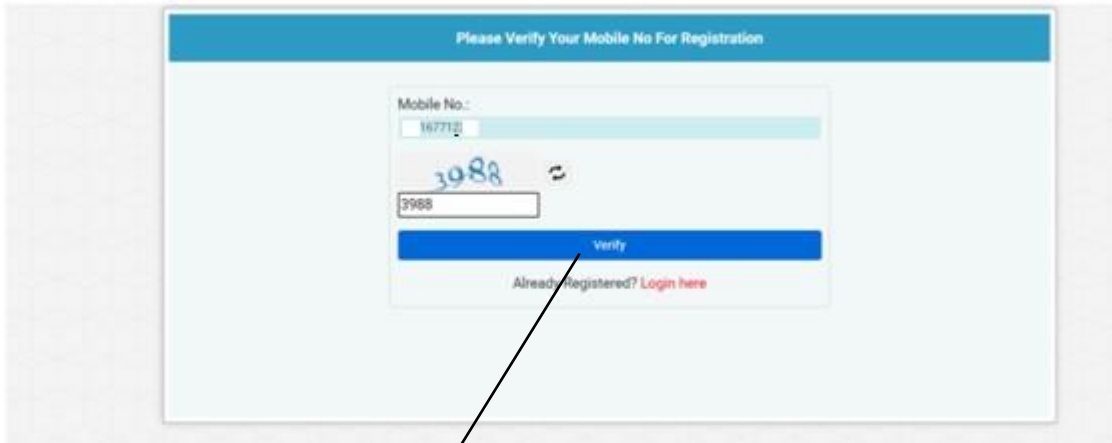 Please Verify Your Mobile No For Registration
Mobile No.:
167712
3988
3988
Verify
Already Registered? Login here